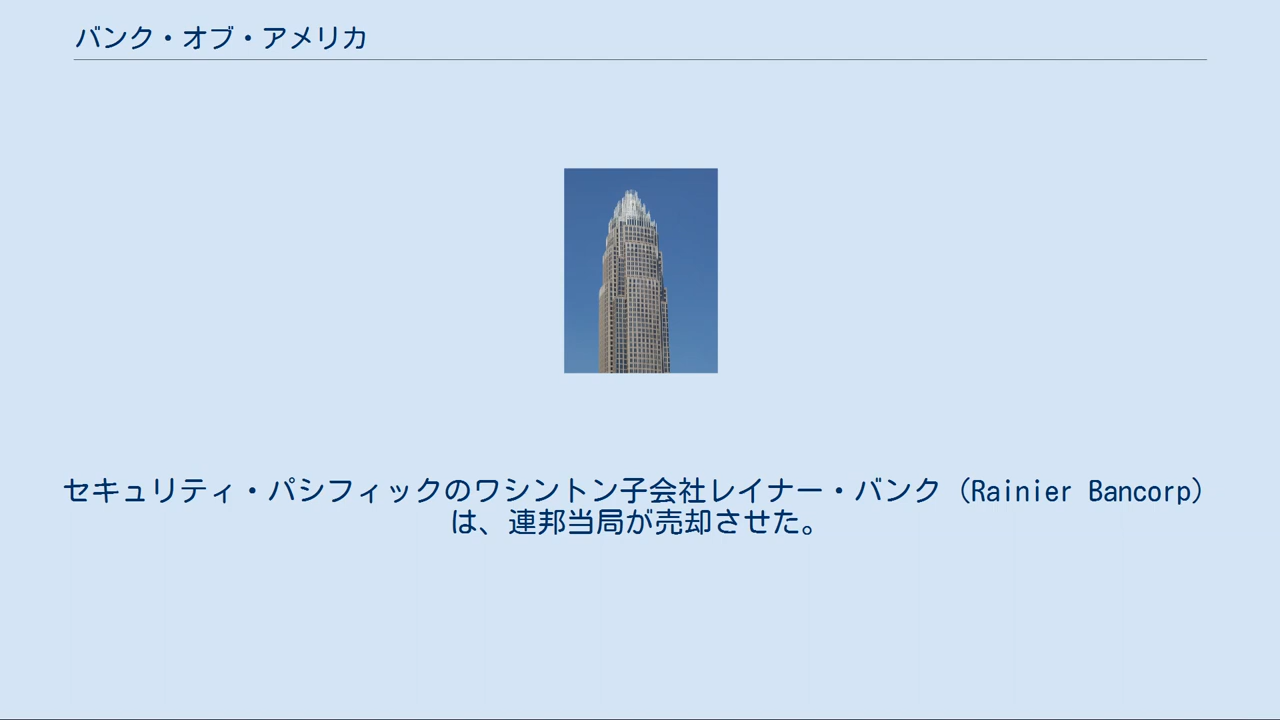 バンク・オブ・アメリカ
セキュリティ・パシフィックのワシントン子会社レイナー・バンク（Rainier Bancorp）
は、連邦当局が売却させた。